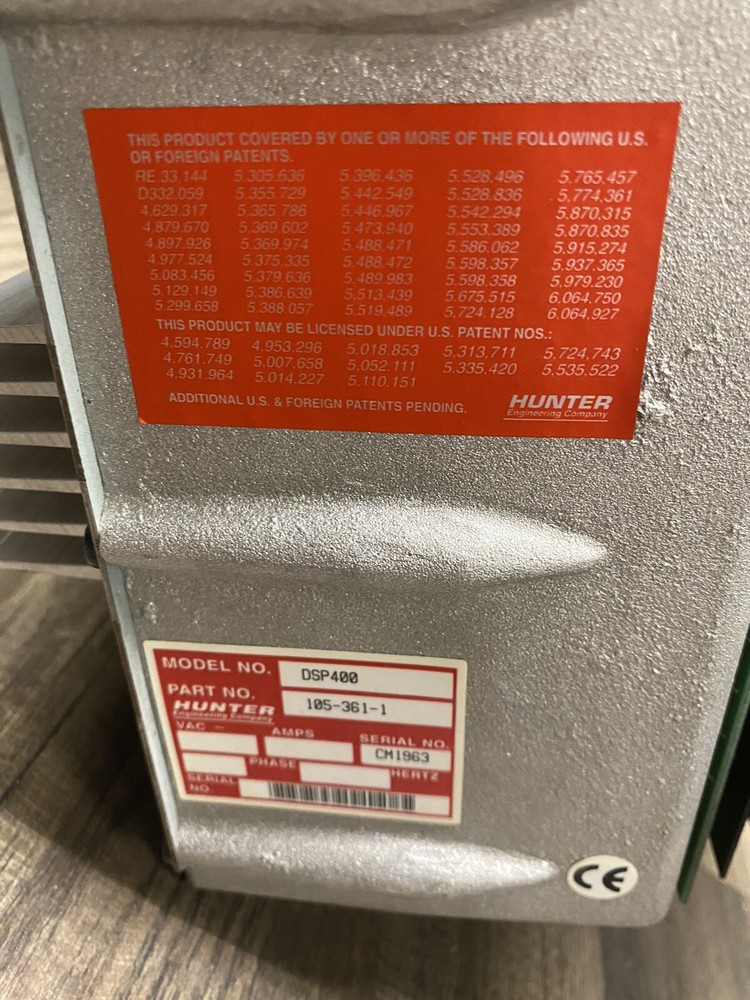 THIS PRODUCT COVERED BY ONE OR MORE OF THE FOLLOWING U.S.
OR FOREIGN PATENTS.
RE 33.144 5.305.636 5.396.436 5.528.496 5.765.457
D332.059 5.355.729 5.442.549 5.528.836 5.774.361
4.629.317 5.365.786 5.446.967 5.542.294 5.870.315
4.879.670 5.369.602 5.473.940 5.553.389 5.870.835
4.897.926 5.369.974 5.488.471 5.586.062 5.915.274
4.977.524 5.375.335 5.488.472 5.598.357 5.937.365
5.083.456 5.379.636 5.489.983 5.598.358 5.979.230
5.129.149 5.386.639 5.513.439 5.675.515 6.064.750
5.299.658 5.388.057 5.519.489 5,724,128 6.064.927
THIS PRODUCT MAY BE LICENSED UNDER U.S. PATENT NOS.:
4.594.789 4.953.296 5.018.853 5.313.711 5.724.743
4.761.749 5.007.658 5.052.111 5.335.420 5,535,522
4.931.964 5.014.227 5,110.151
ADDITIONAL U.S. & FOREIGN PATENTS PENDING.
HUNTER
Engineering Company
MODEL NO. DSP400
PART NO. 105-361-1
HUNTER
Engineering Company
VAC ~ AMPS SERIAL NO.
CM1963
PHASE HERTZ
SERIAL
NO.
CE